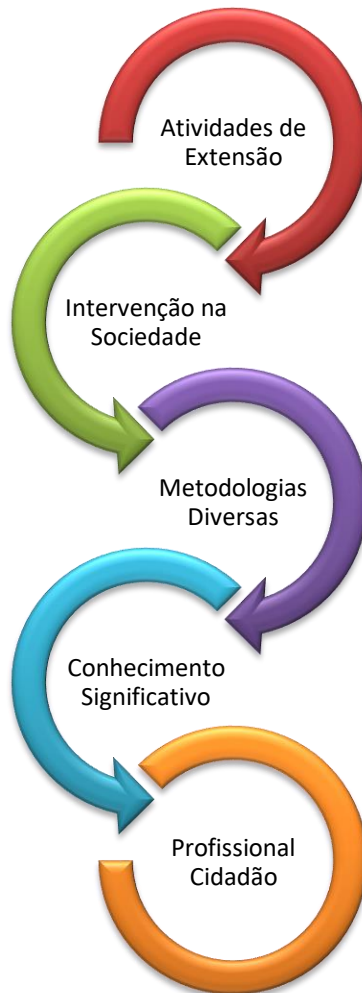 Atividades de
Extensão
Intervenção na
Sociedade
Metodologias
Diversas
Conhecimento
Significativo
Profissional
Cidadão